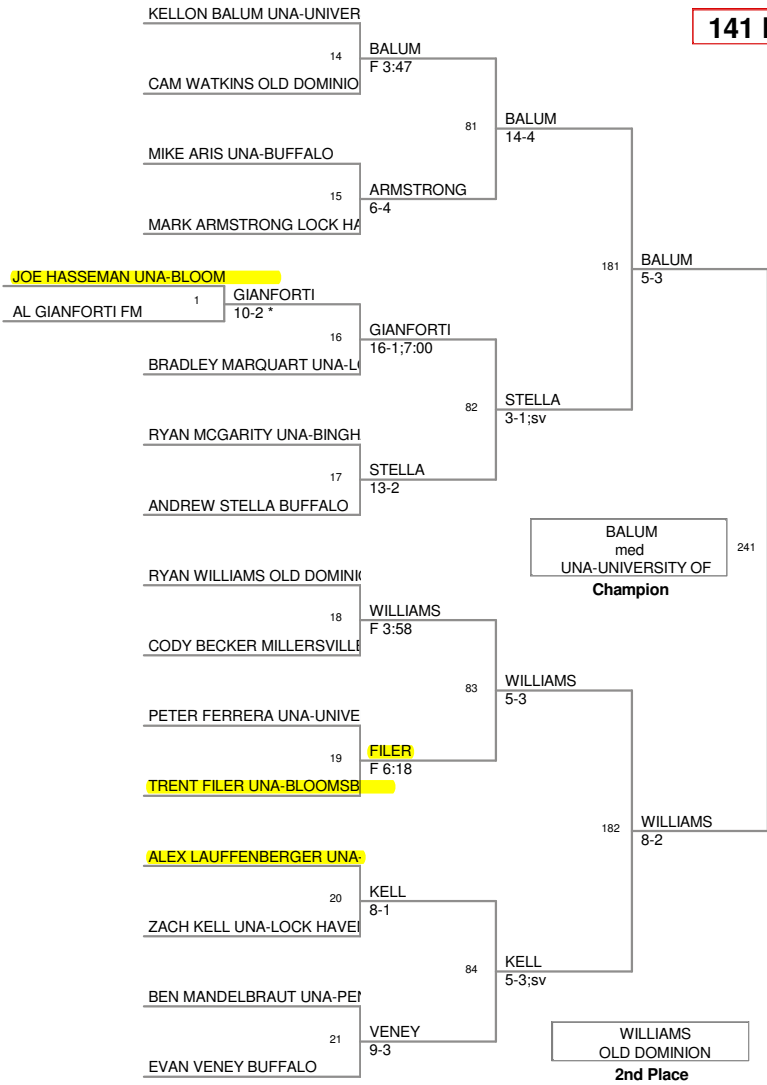 KELLON BALUM UNA-UNIVER
141
14
BALUM
F 3:47
CAM WATKINS OLD DOMINIO
81
BALUM
14-4
MIKE ARIS UNA-BUFFALO
15
ARMSTRONG
6-4
MARK ARMSTRONG LOCK HA
181
BALUM
5-3
JOE HASSEMAN UNA-BLOOM
1
GIANFORTI
10-2 *
AL GIANFORTI FM
16
GIANFORTI
16-1;7:00
BRADLEY MARQUART UNA-L
82
STELLA
3-1;sv
RYAN MCGARITY UNA-BINGH
17
STELLA
13-2
ANDREW STELLA BUFFALO
BALUM
med
UNA-UNIVERSITY OF
241
Champion
RYAN WILLIAMS OLD DOMINI
18
WILLIAMS
F 3:58
CODY BECKER MILLERSVILLE
83
WILLIAMS
5-3
PETER FERRERA UNA-UNIVE
19
FILER
F 6:18
TRENT FILER UNA-BLOOMSB
182
WILLIAMS
8-2
ALEX LAUFFENBERGER UNA-
20
KELL
8-1
ZACH KELL UNA-LOCK HAVE
84
KELL
5-3;sv
BEN MANDELBRAUT UNA-PE
21
VENEY
9-3
EVAN VENEY BUFFALO
WILLIAMS
OLD DOMINION
2nd Place